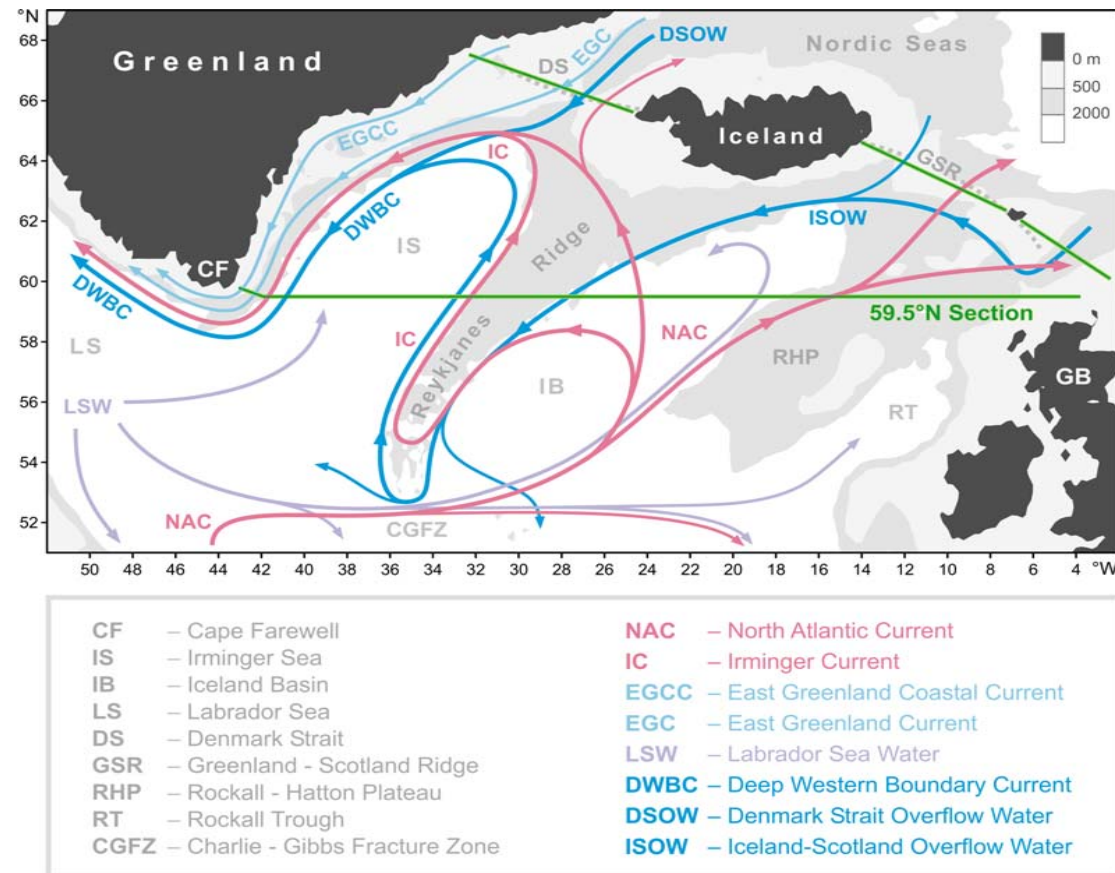 °N
68
66
64
62
60
58
56
54
52
50 48 46 44 42 40 38 36 34 32 30 28 26 24 22 20 18 16 14 12 10 8 6 4 °W
Greenland
DSOW
Nordic Seas
0 m
500
2000
EGC
DS
Iceland
EGCC
IC
GSR
DWBC
ISOW
IS
Ridge
CF
DWBC
59.5°N Section
LS
IC
NAC
Reykjanes
RHP
GB
IB
LSW
RT
NAC
CGFZ
CF – Cape Farewell
IS – Irminger Sea
IB – Iceland Basin
LS – Labrador Sea
DS – Denmark Strait
GSR – Greenland - Scotland Ridge
RHP – Rockall - Hatton Plateau
RT – Rockall Trough
CGFZ – Charlie - Gibbs Fracture Zone
NAC – North Atlantic Current
IC – Irminger Current
EGCC – East Greenland Coastal Current
EGC – East Greenland Current
LSW – Labrador Sea Water
DWBC – Deep Western Boundary Current
DSOW – Denmark Strait Overflow Water
ISOW – Iceland-Scotland Overflow Water